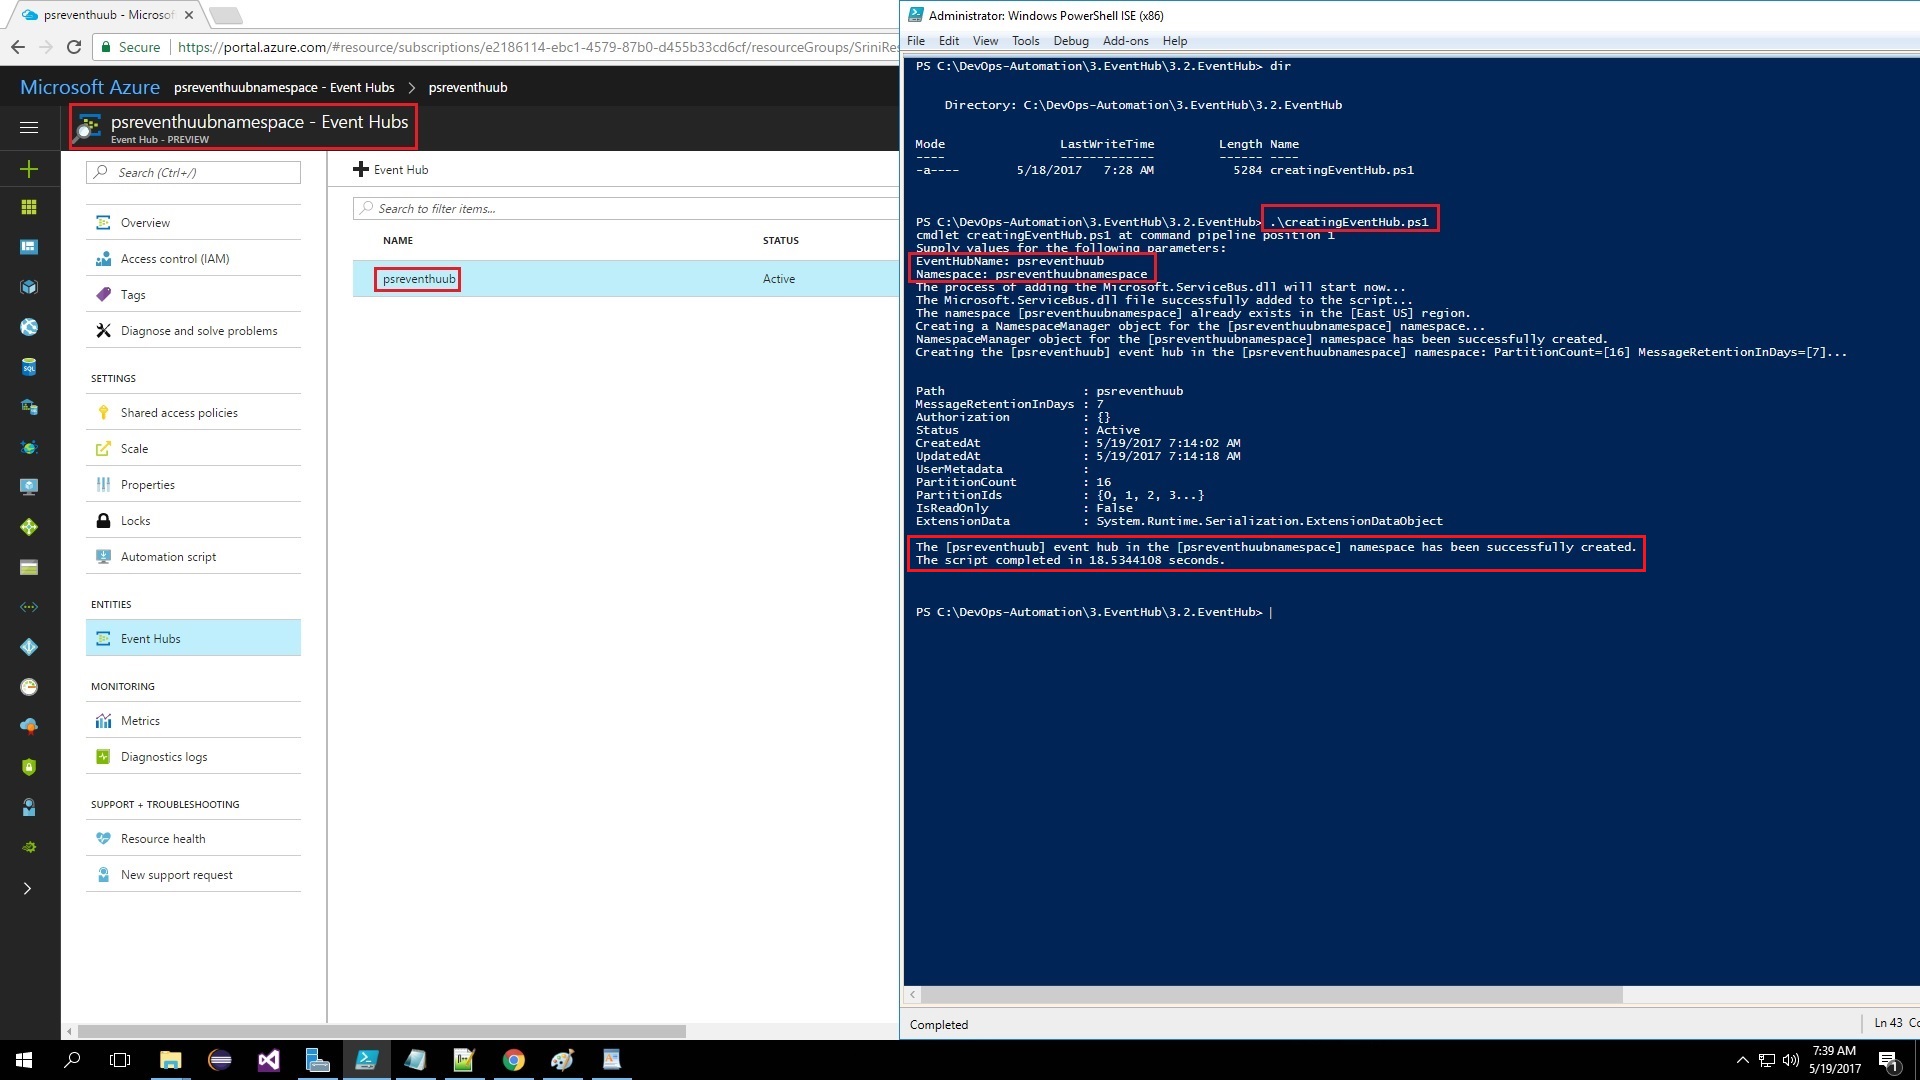 psreventhuub - Microsof
Secure
https://portal.azure.com/#resource/subscriptions/e2186114-ebc1-4579-87b0-d455b33cd6cf/resourceGroups/SriniRes
Microsoft Azure psreventhuubnamespace - Event Hubs > psreventhuub
psreventhuubnamespace - Event Hubs
Event Hub - PREVIEW
Search (Ctrl+/)
Overview
Access control (IAM)
Tags
Diagnose and solve problems
SETTINGS
Shared access policies
Scale
Properties
Locks
Automation script
ENTITIES
Event Hubs
MONITORING
Metrics
Diagnostics logs
SUPPORT + TROUBLESHOOTING
Resource health
New support request
Event Hub
Search to filter items...
NAME STATUS
psreventhuub Active
Administrator: Windows PowerShell ISE (x86)
File Edit View Tools Debug Add-ons Help
PS C:\DevOps-Automation\3.EventHub\3.2.EventHub> dir
Directory: C:\DevOps-Automation\3.EventHub\3.2.EventHub
Mode LastWriteTime Length Name
---- ------------- ------ ----
-a---- 5/18/2017 7:28 AM 5284 creatingEventHub.ps1
PS C:\DevOps-Automation\3.EventHub\3.2.EventHub> .\creatingEventHub.ps1
cmdlet creatingEventHub.ps1 at command pipeline position 1
Supply values for the following parameters:
EventHubName: psreventhuub
Namespace: psreventhuubnamespace
The process of adding the Microsoft.ServiceBus.dll will start now...
The Microsoft.ServiceBus.dll file successfully added to the script...
The namespace [psreventhuubnamespace] already exists in the [East US] region.
Creating a NamespaceManager object for the [psreventhuubnamespace] namespace...
NamespaceManager object for the [psreventhuubnamespace] namespace has been successfully created.
Creating the [psreventhuub] event hub in the [psreventhuubnamespace] namespace: PartitionCount=[16] MessageRetentionInDays=[7]...
Path : psreventhuub
MessageRetentionInDays : 7
Authorization : {}
Status : Active
CreatedAt : 5/19/2017 7:14:02 AM
UpdatedAt : 5/19/2017 7:14:18 AM
UserMetadata :
PartitionCount : 16
PartitionIds : {0, 1, 2, 3...}
IsReadOnly : False
ExtensionData : System.Runtime.Serialization.ExtensionDataObject
The [psreventhuub] event hub in the [psreventhuubnamespace] namespace has been successfully created.
The script completed in 18.5344108 seconds.
PS C:\DevOps-Automation\3.EventHub\3.2.EventHub>
Completed
Ln 43 Co
7:39 AM
5/19/2017
1